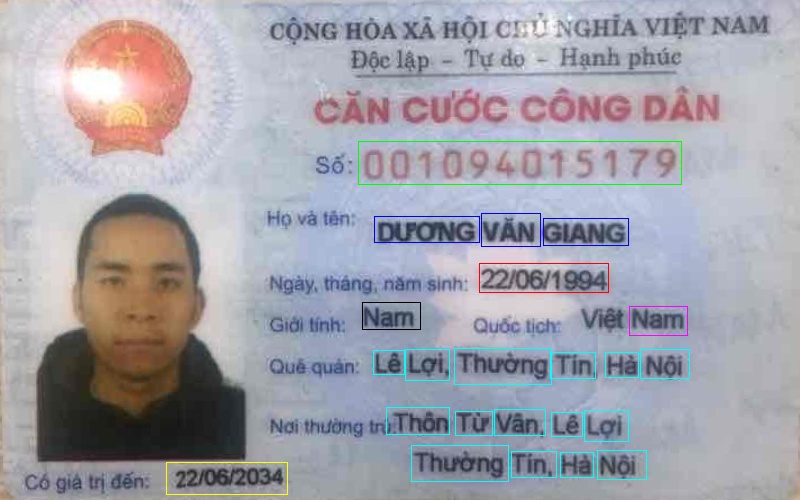 CỘNG HÒA XÃ HỘI CHỦ NGHĨA VIỆT NAM
Độc lập - Tự do - Hạnh phúc
CĂN CƯỚC CÔNG DÂN
Số: 001094015179
Họ và tên: DƯƠNG VĂN GIANG
Ngày, tháng, năm sinh: 22/06/1994
Giới tính: Nam Quốc tịch: Việt Nam
Quê quán: Lê Lợi, Thường Tín, Hà Nội
Nơi thường trú: Thôn Từ Vân, Lê Lợi
Thường Tín, Hà Nội
Có giá trị đến: 22/06/2034